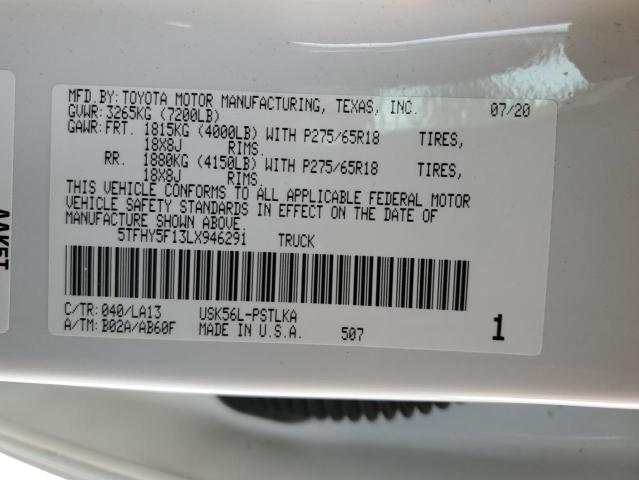 MFD.BY: TOYOTA MOTOR MANUFACTURING, TEXAS, INC. 07/20
GVWR: 3265KG (7200LB)
GAWR: FRT. 1815KG (4000LB) WITH P275/65R18 TIRES,
18X8J RIMS.
RR. 1880KG (4150LB) WITH P275/65R18 TIRES,
18X8J RIMS.
THIS VEHICLE CONFORMS TO ALL APPLICABLE FEDERAL MOTOR
VEHICLE SAFETY STANDARDS IN EFFECT ON THE DATE OF
MANUFACTURE SHOWN ABOVE.
5TFHY5F13LX946291 TRUCK
C/TR: 040/LA13 USK56L-PSTLKA
A/TM: B02A/AB60F MADE IN U.S.A. 507 1